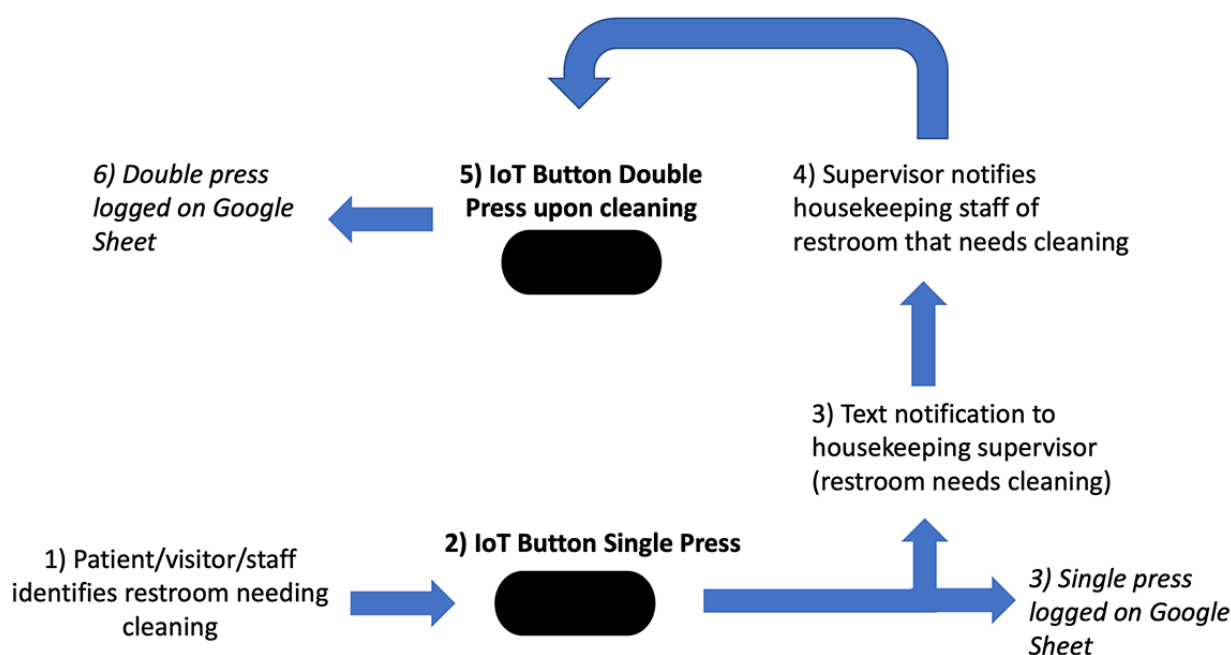 6) Double press
logged on Google
Sheet
5) IoT Button Double
Press upon cleaning
4) Supervisor notifies
housekeeping staff of
restroom that needs cleaning
3) Text notification to
housekeeping supervisor
(restroom needs cleaning)
1) Patient/visitor/staff
identifies restroom needing
cleaning
2) IoT Button Single Press
3) Single press
logged on Google
Sheet